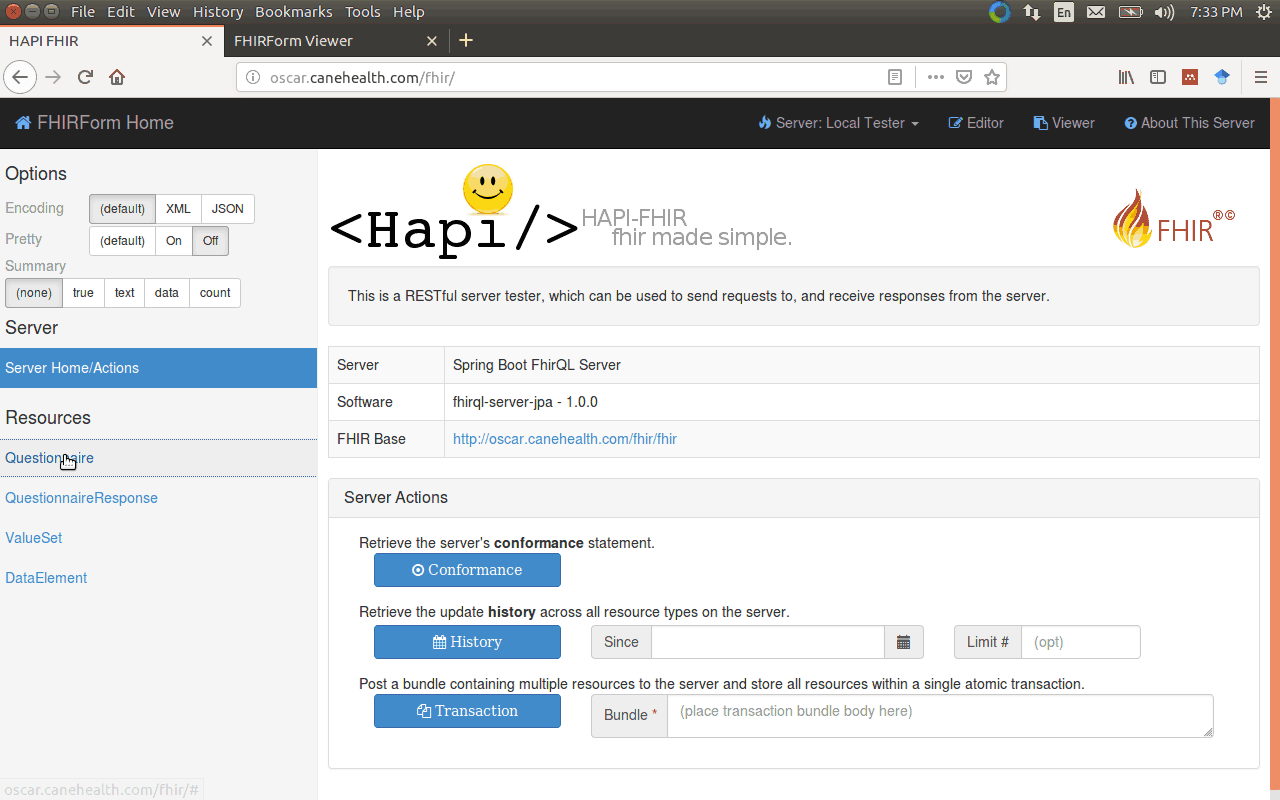 File Edit View History Bookmarks Tools Help En 7:33 PM
HAPI FHIR FHIRForm Viewer
oscar.canehealth.com/fhir/
FHIRForm Home Server: Local Tester Editor Viewer About This Server
Options
Encoding (default) XML JSON
Pretty (default) On Off
Summary
(none) true text data count
Server
Server Home/Actions
Resources
Questionnaire
QuestionnaireResponse
ValueSet
DataElement
<Hapi/> HAPI-FHIR
fhir made simple.
FHIR®©
This is a RESTful server tester, which can be used to send requests to, and receive responses from the server.
Server Spring Boot FhirQL Server
Software fhirql-server-jpa - 1.0.0
FHIR Base http://oscar.canehealth.com/fhir/fhir
Server Actions
Retrieve the server's conformance statement.
Conformance
Retrieve the update history across all resource types on the server.
History Since Limit # (opt)
Post a bundle containing multiple resources to the server and store all resources within a single atomic transaction.
Transaction Bundle * (place transaction bundle body here)
oscar.canehealth.com/fhir/#